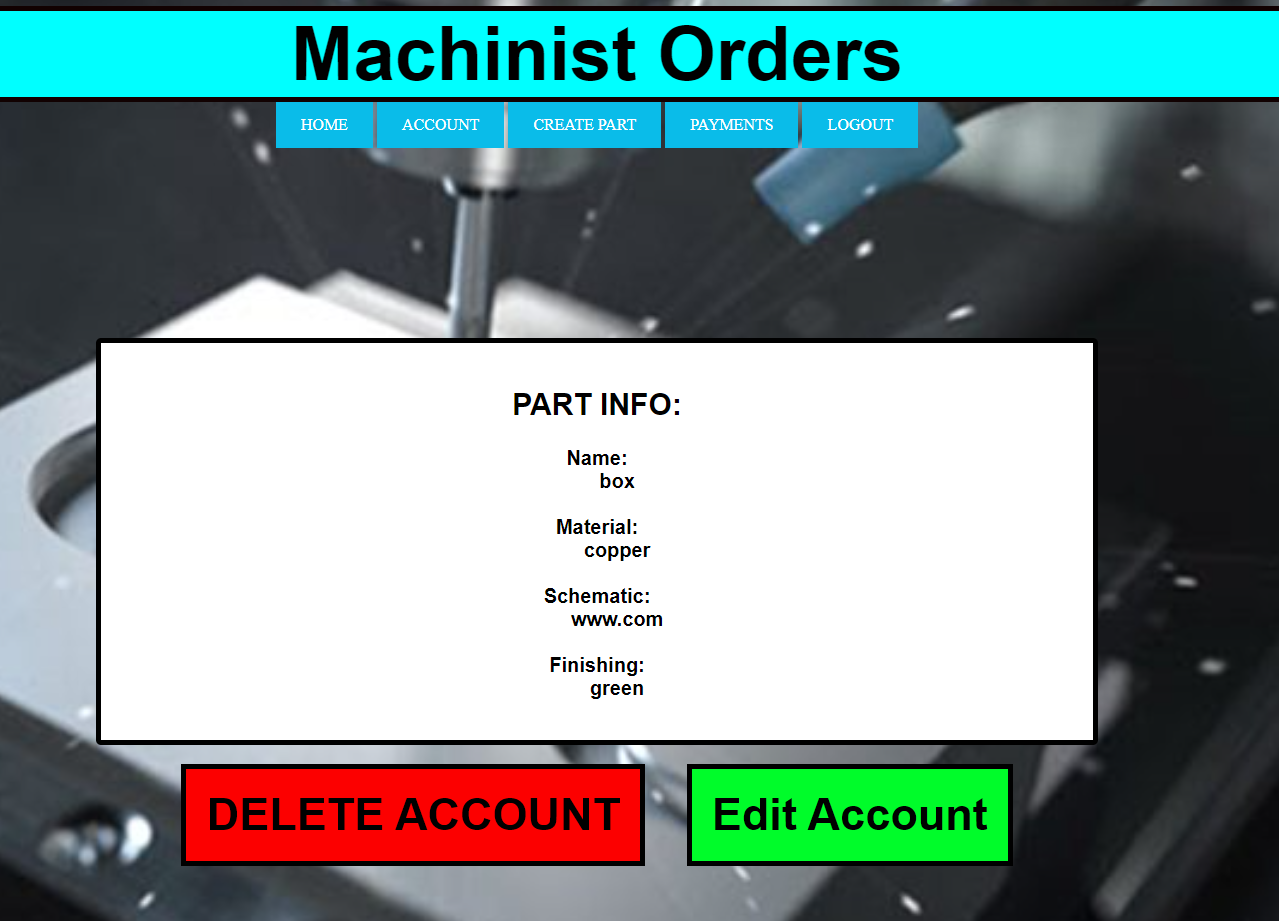 Machinist Orders
HOME ACCOUNT CREATE PART PAYMENTS LOGOUT
PART INFO:
Name:
box
Material:
copper
Schematic:
www.com
Finishing:
green
DELETE ACCOUNT Edit Account